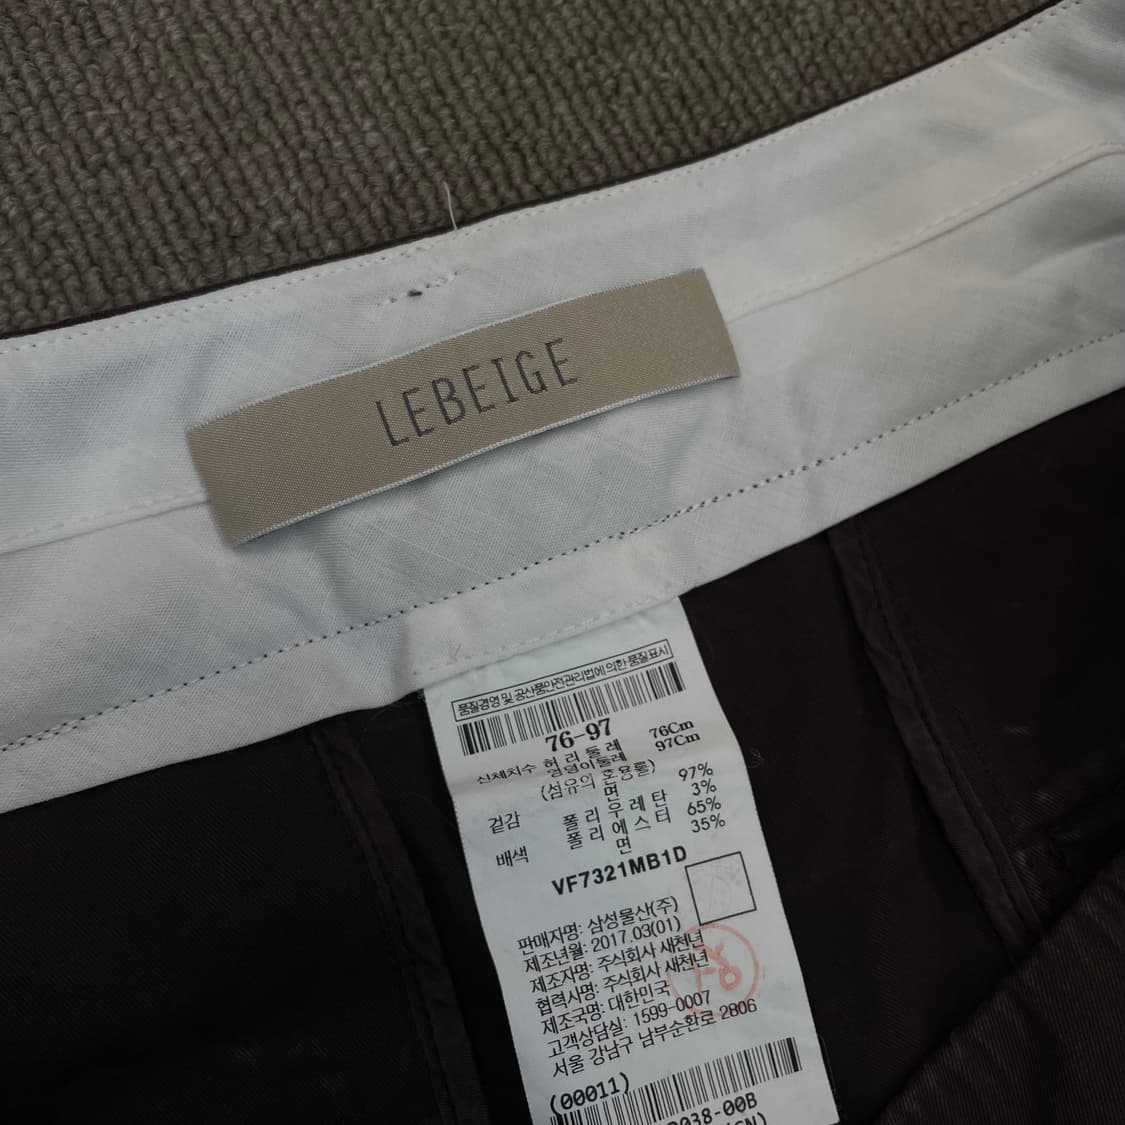 LEBEIGE
품질경영 및 공산품안전관리법에 의한 품질표시
76-97
신체치수 허리둘레 76Cm
엉덩이둘레 97Cm
(섬유의 혼용률)
겉감 면 97%
폴리우레탄 3%
배색 폴리에스터 65%
면 35%
VF7321MB1D
판매자명: 삼성물산(주)
제조년월: 2017.03(01)
제조자명: 주식회사 새천년
협력사명: 주식회사 새천년
제조국명: 대한민국
고객상담실: 1599-0007
서울 강남구 남부순환로 2806
(00011)